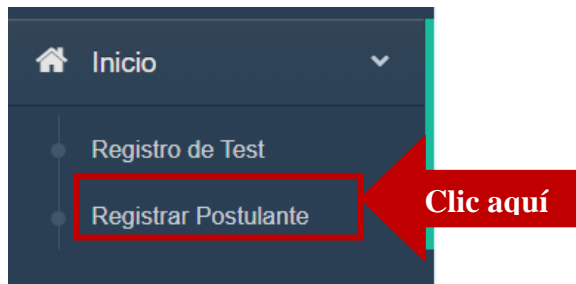 Inicio
Registro de Test
Registrar Postulante
Clic aquí